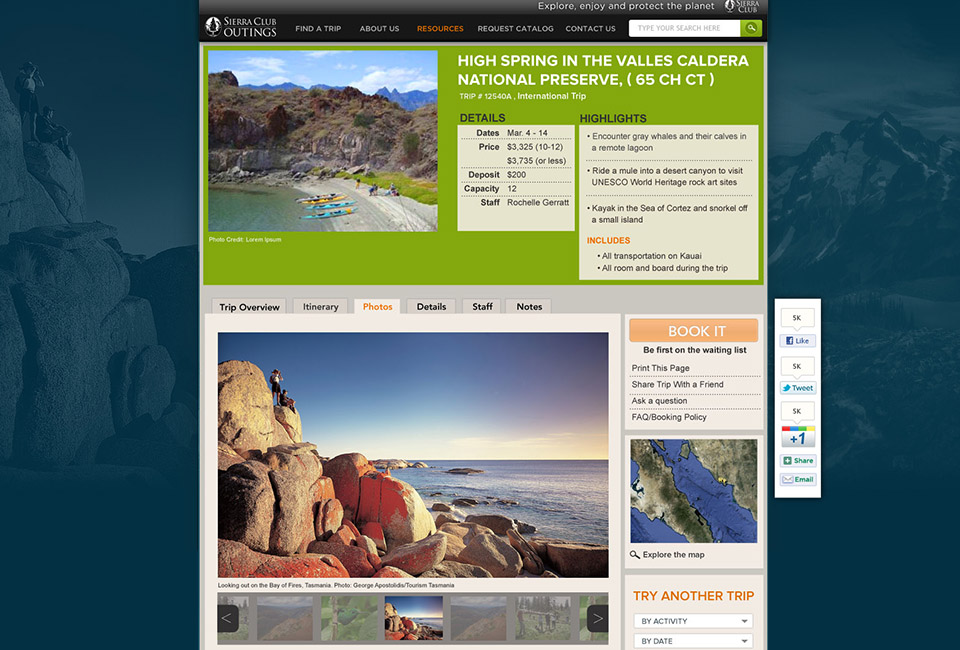 Explore, enjoy and protect the planet
SIERRA CLUB
SIERRA CLUB
OUTINGS
FIND A TRIP
ABOUT US
RESOURCES
REQUEST CATALOG
CONTACT US
TYPE YOUR SEARCH HERE
HIGH SPRING IN THE VALLES CALDERA
NATIONAL PRESERVE, ( 65 CH CT )
TRIP # 12540A , International Trip
DETAILS
Dates Mar. 4 - 14
Price $3,325 (10-12)
$3,735 (or less)
Deposit $200
Capacity 12
Staff Rochelle Gerratt
HIGHLIGHTS
• Encounter gray whales and their calves in
a remote lagoon
• Ride a mule into a desert canyon to visit
UNESCO World Heritage rock art sites
• Kayak in the Sea of Cortez and snorkel off
a small island
INCLUDES
• All transportation on Kauai
• All room and board during the trip
Photo Credit: Lorem Ipsum
Trip Overview
Itinerary
Photos
Details
Staff
Notes
Looking out on the Bay of Fires, Tasmania. Photo: George Apostolidis/Tourism Tasmania
<
>
BOOK IT
Be first on the waiting list
Print This Page
Share Trip With a Friend
Ask a question
FAQ/Booking Policy
Explore the map
TRY ANOTHER TRIP
BY ACTIVITY
BY DATE
5K
Like
5K
Tweet
5K
+1
Share
Email